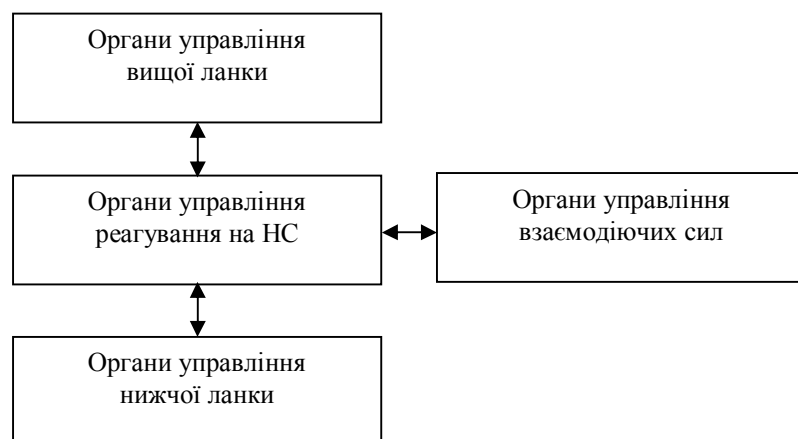 Органи управління
вищої ланки
Органи управління
реагування на НС
Органи управління
взаємодіючих сил
Органи управління
нижчої ланки